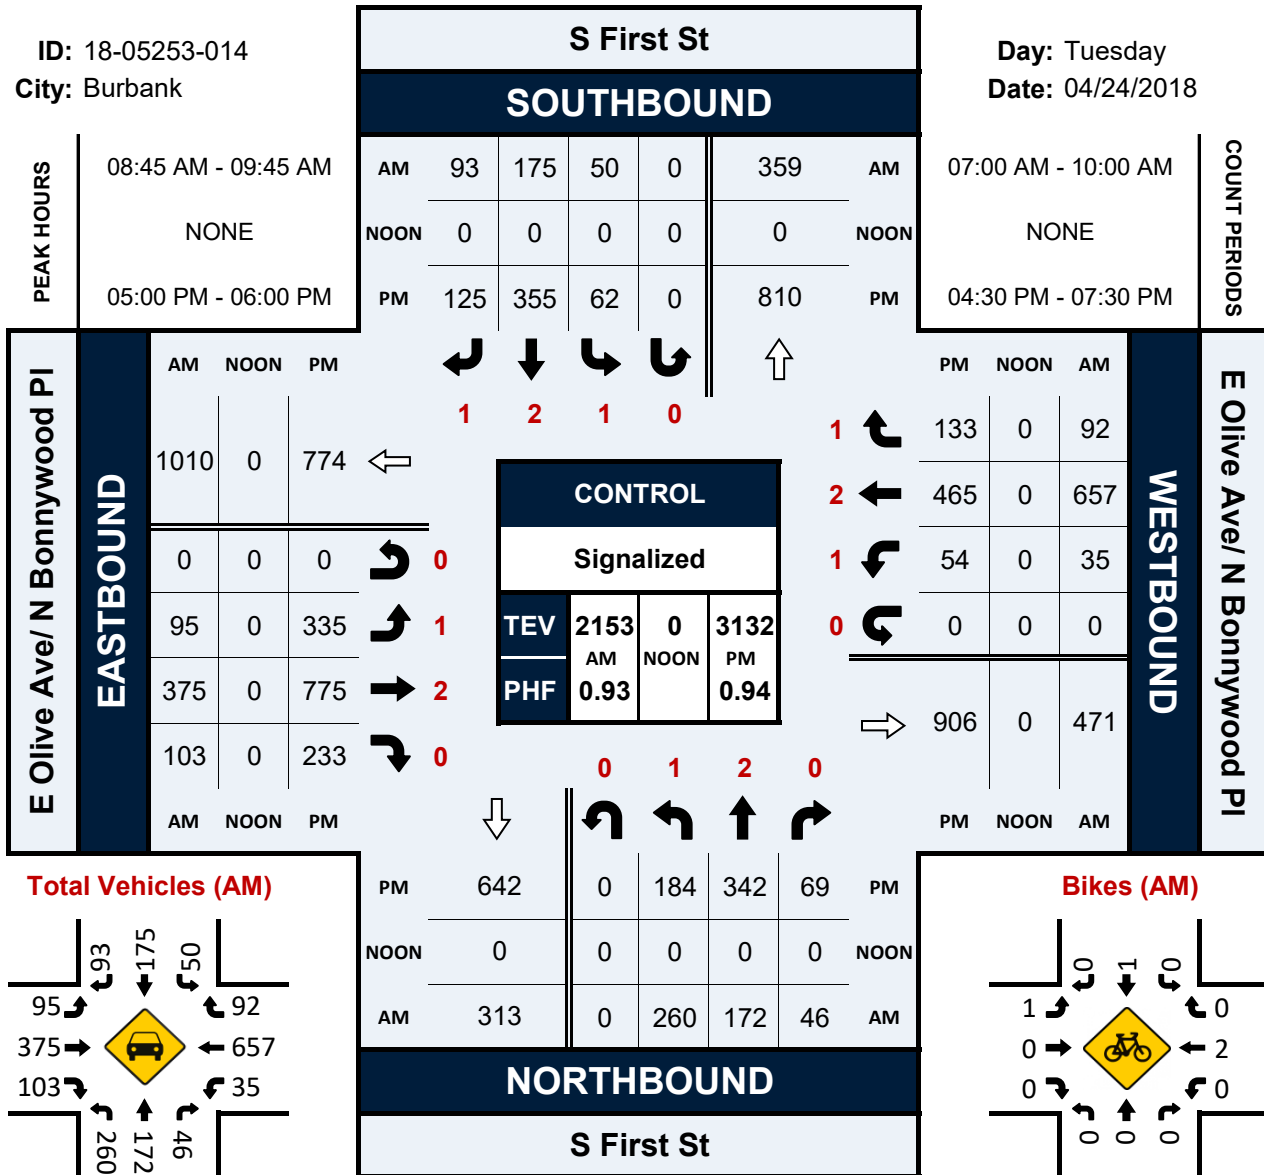 S First St
ID: 18-05253-014
Day: Tuesday
City: Burbank
Date: 04/24/2018
SOUTHBOUND
PEAK HOURS
08:45 AM - 09:45 AM
AM 93 175 50 0 359 AM
07:00 AM - 10:00 AM
COUNT PERIODS
NONE
NOON 0 0 0 0 0 NOON
NONE
05:00 PM - 06:00 PM
PM 125 355 62 0 810 PM
04:30 PM - 07:30 PM
1 2 1 0
E Olive Ave/ N Bonnywood Pl
EASTBOUND
AM NOON PM
1010 0 774
0 0 0 0
95 0 335 1
375 0 775 2
103 0 233 0
AM NOON PM
CONTROL
Signalized
TEV 2153 0 3132
AM NOON PM
PHF 0.93 0.94
PM NOON AM
1 133 0 92
2 465 0 657
1 54 0 35
0 0 0 0
906 0 471
PM NOON AM
WESTBOUND
E Olive Ave/ N Bonnywood Pl
0 1 2 0
PM 642 0 184 342 69 PM
NOON 0 0 0 0 0 NOON
AM 313 0 260 172 46 AM
NORTHBOUND
S First St
Total Vehicles (AM)
93 175 50
95 92
375 657
103 35
260 172 46
Bikes (AM)
0 1 0
1 0
0 2
0 0
0 0 0